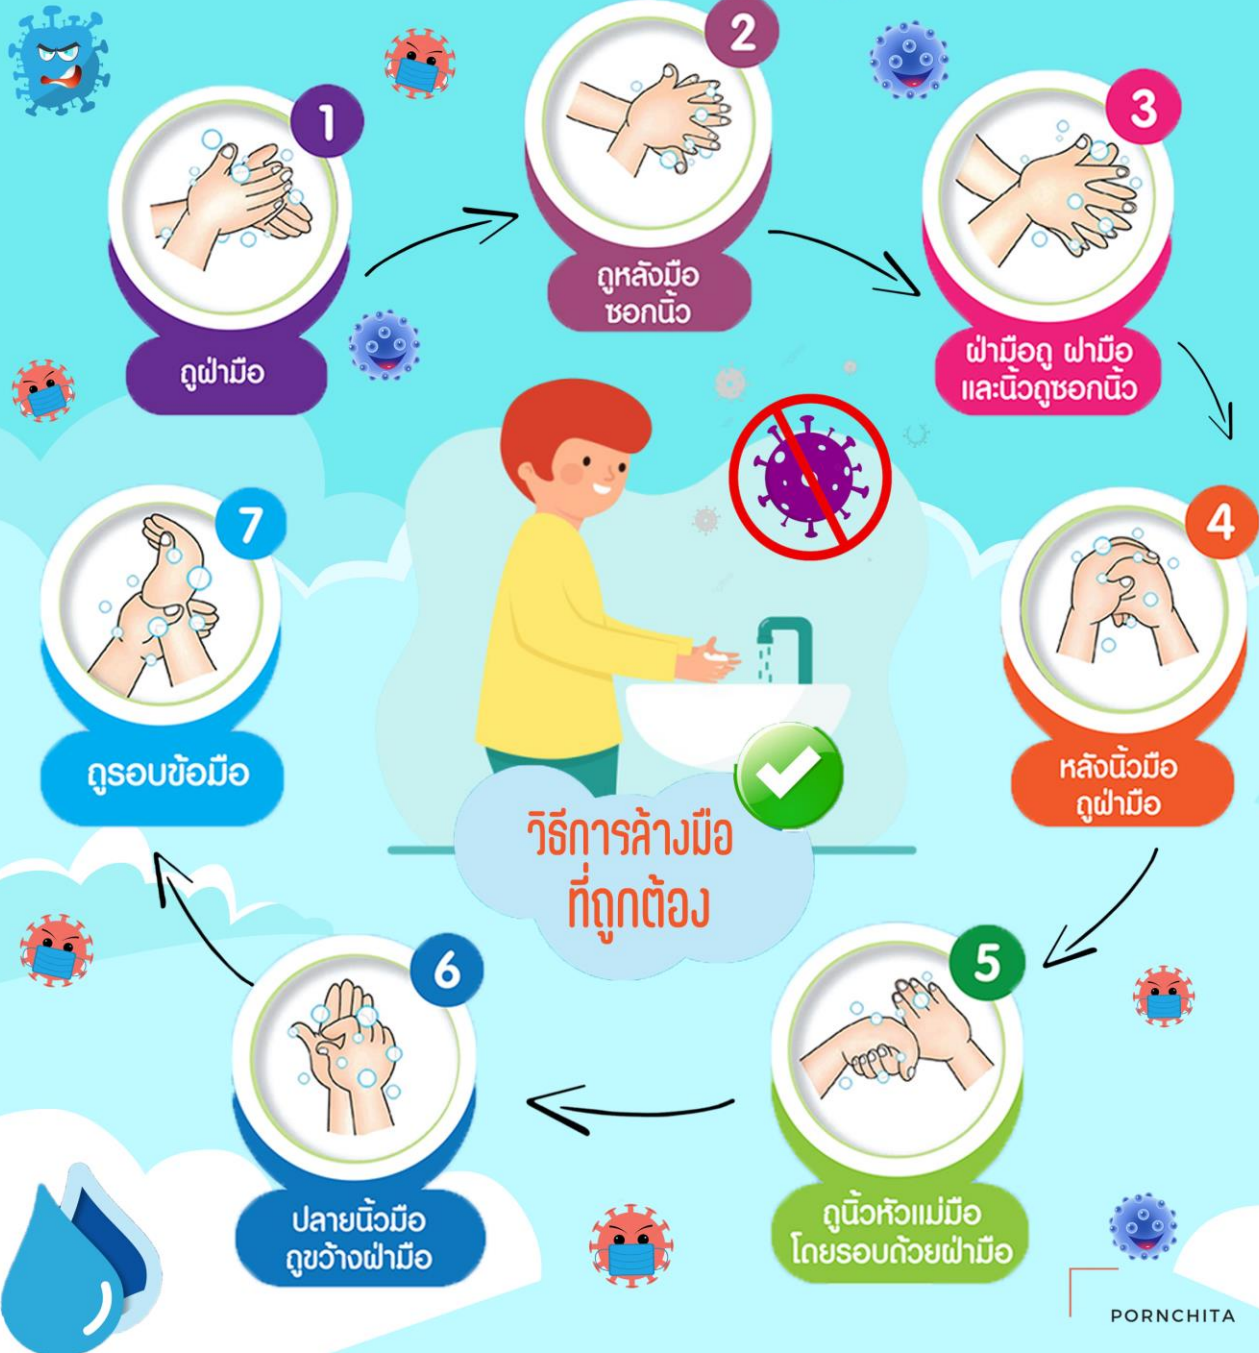 1
ถูฝ่ามือ
2
ถูหลังมือ
ซอกนิ้ว
3
ฝ่ามือถู ฝามือ
และนิ้วถูซอกนิ้ว
4
หลังนิ้วมือ
ถูฝ่ามือ
5
ถูนิ้วหัวแม่มือ
โดยรอบด้วยฝ่ามือ
6
ปลายนิ้วมือ
ถูขว้างฝ่ามือ
7
ถูรอบข้อมือ
วิธีการล้างมือ
ที่ถูกต้อง
PORNCHITA